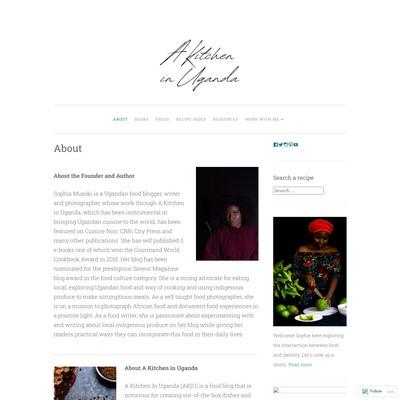 A Kitchen
in Uganda
ABOUT BOOKS PRESS RECIPE INDEX RESOURCES WORK WITH ME
About
About the Founder and Author
Sophia Musoki is a Ugandan food blogger, writer
and photographer whose work through A Kitchen
in Uganda, which has been instrumental in
bringing Ugandan cuisine to the world, has been
featured on Cuisine Noir, CNN, City Press and
many other publications. She has self published 3
e-books one of which won the Gourmand World
Cookbook Award in 2015. Her blog has been
nominated for the prestigious Saveur Magazine
blog award in the food culture category. She is a strong advocate for eating
local, exploring Ugandan food and way of cooking and using indigenous
produce to make scrumptious meals. As a self taught food photographer, she
is on a mission to photograph African food and document food experiences in
a positive light. As a food writer, she is passionate about experimenting with
and writing about local indigenous produce on her blog while giving her
readers practical ways they can incorporate this food in their daily lives.
About A Kitchen in Uganda
A Kitchen In Uganda (AKIU) is a food blog that is
notorious for creating out-of-the-box dishes and
Search a recipe
Search …
Welcome Sophie here exploring
the intersection between food
and identity. Let's cook up a
storm. Read more
Follow